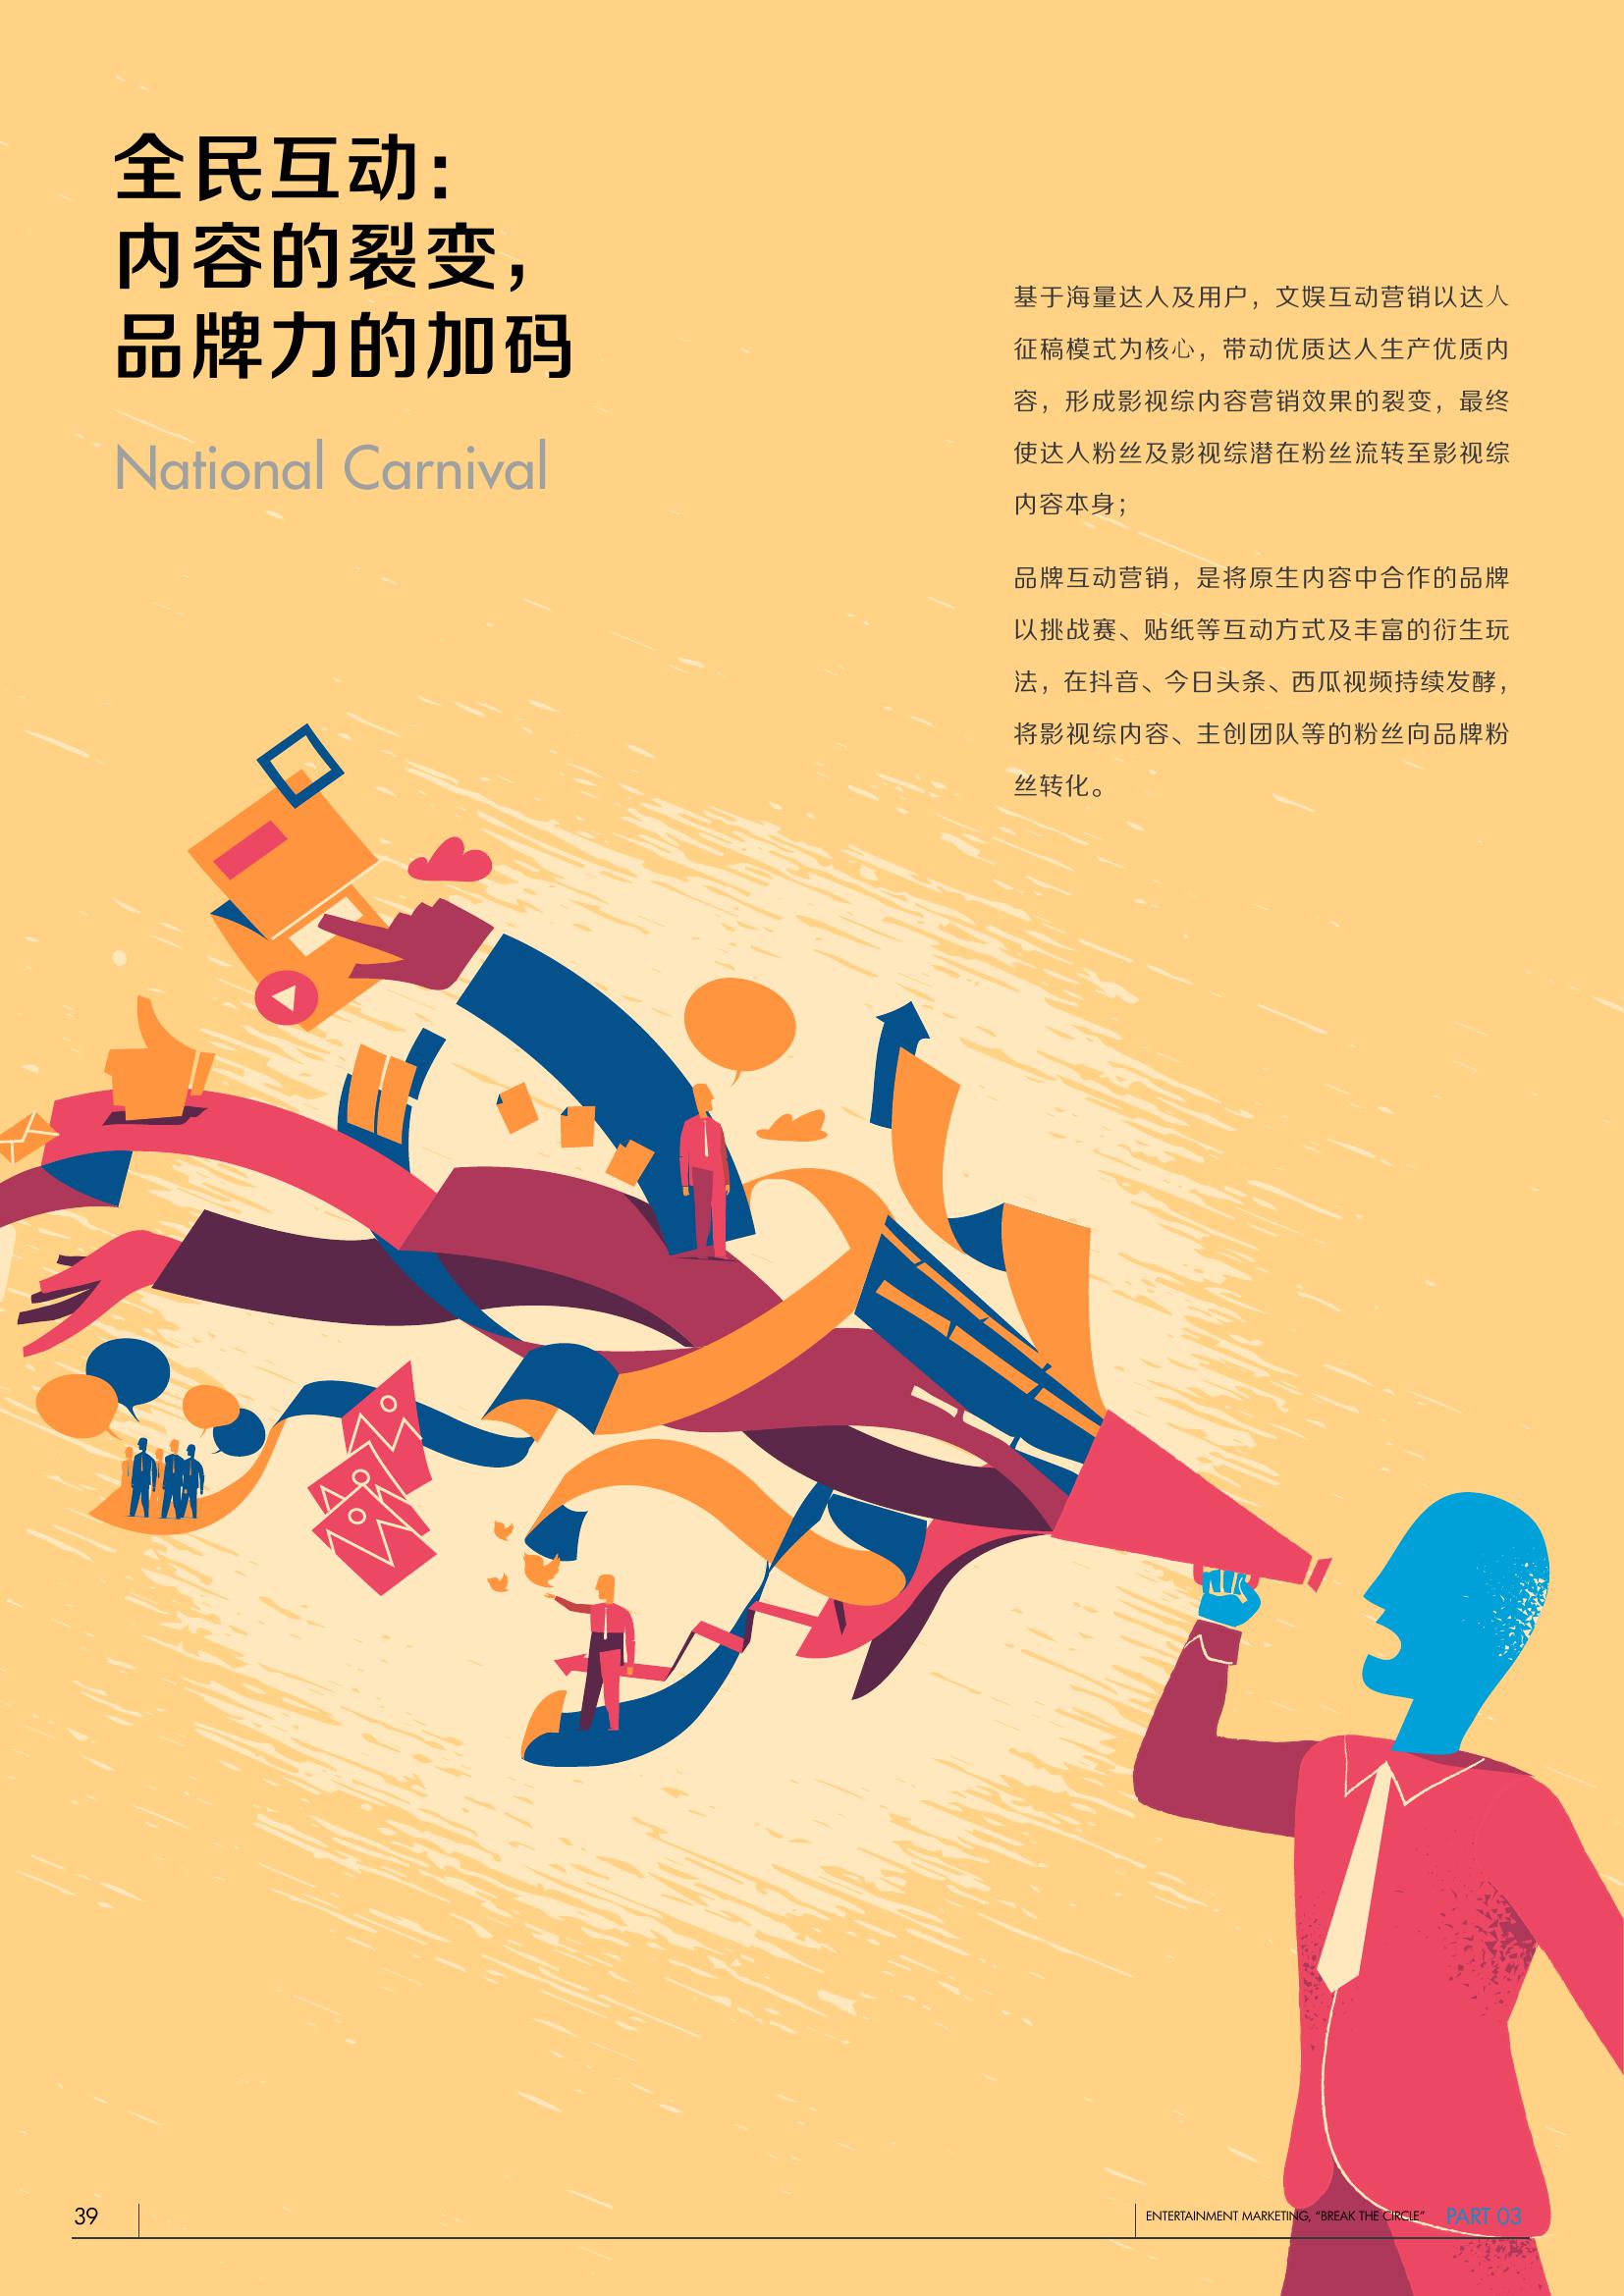 全民互动：
内容的裂变，
品牌力的加码
National Carnival
基于海量达人及用户，文娱互动营销以达人
征稿模式为核心，带动优质达人生产优质内
容，形成影视综内容营销效果的裂变，最终
使达人粉丝及影视综潜在粉丝流转至影视综
内容本身；
品牌互动营销，是将原生内容中合作的品牌
以挑战赛、贴纸等互动方式及丰富的衍生玩
法，在抖音、今日头条、西瓜视频持续发酵，
将影视综内容、主创团队等的粉丝向品牌粉
丝转化。
39
ENTERTAINMENT MARKETING, “BREAK THE CIRCLE” PART 03